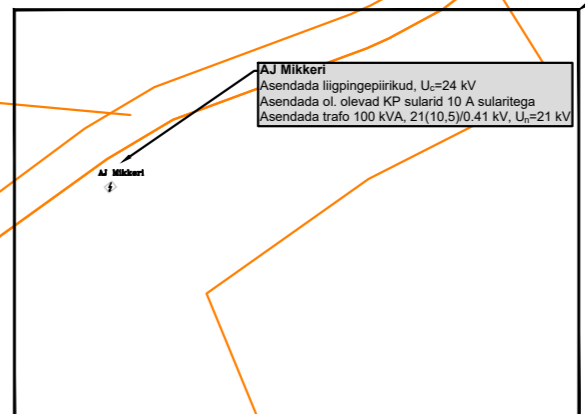 AJ Mikkeri
Asendada liigpingepiirikud, Uc=24 kV
Asendada ol. olevad KP sularid 10 A sularitega
Asendada trafo 100 kVA, 21(10,5)/0.41 kV, Un=21 kV
AJ Mikkeri